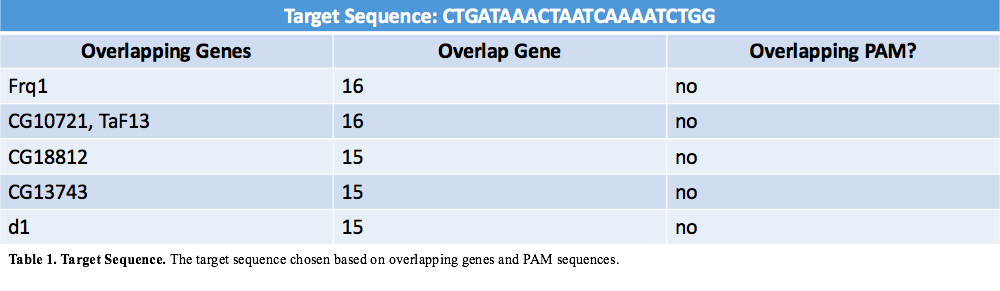 Target Sequence: CTGATAAACTAATCAAAATCTGG
Overlapping Genes Overlap Gene Overlapping PAM?
Frq1 16 no
CG10721, TaF13 16 no
CG18812 15 no
CG13743 15 no
d1 15 no
Table 1. Target Sequence. The target sequence chosen based on overlapping genes and PAM sequences.